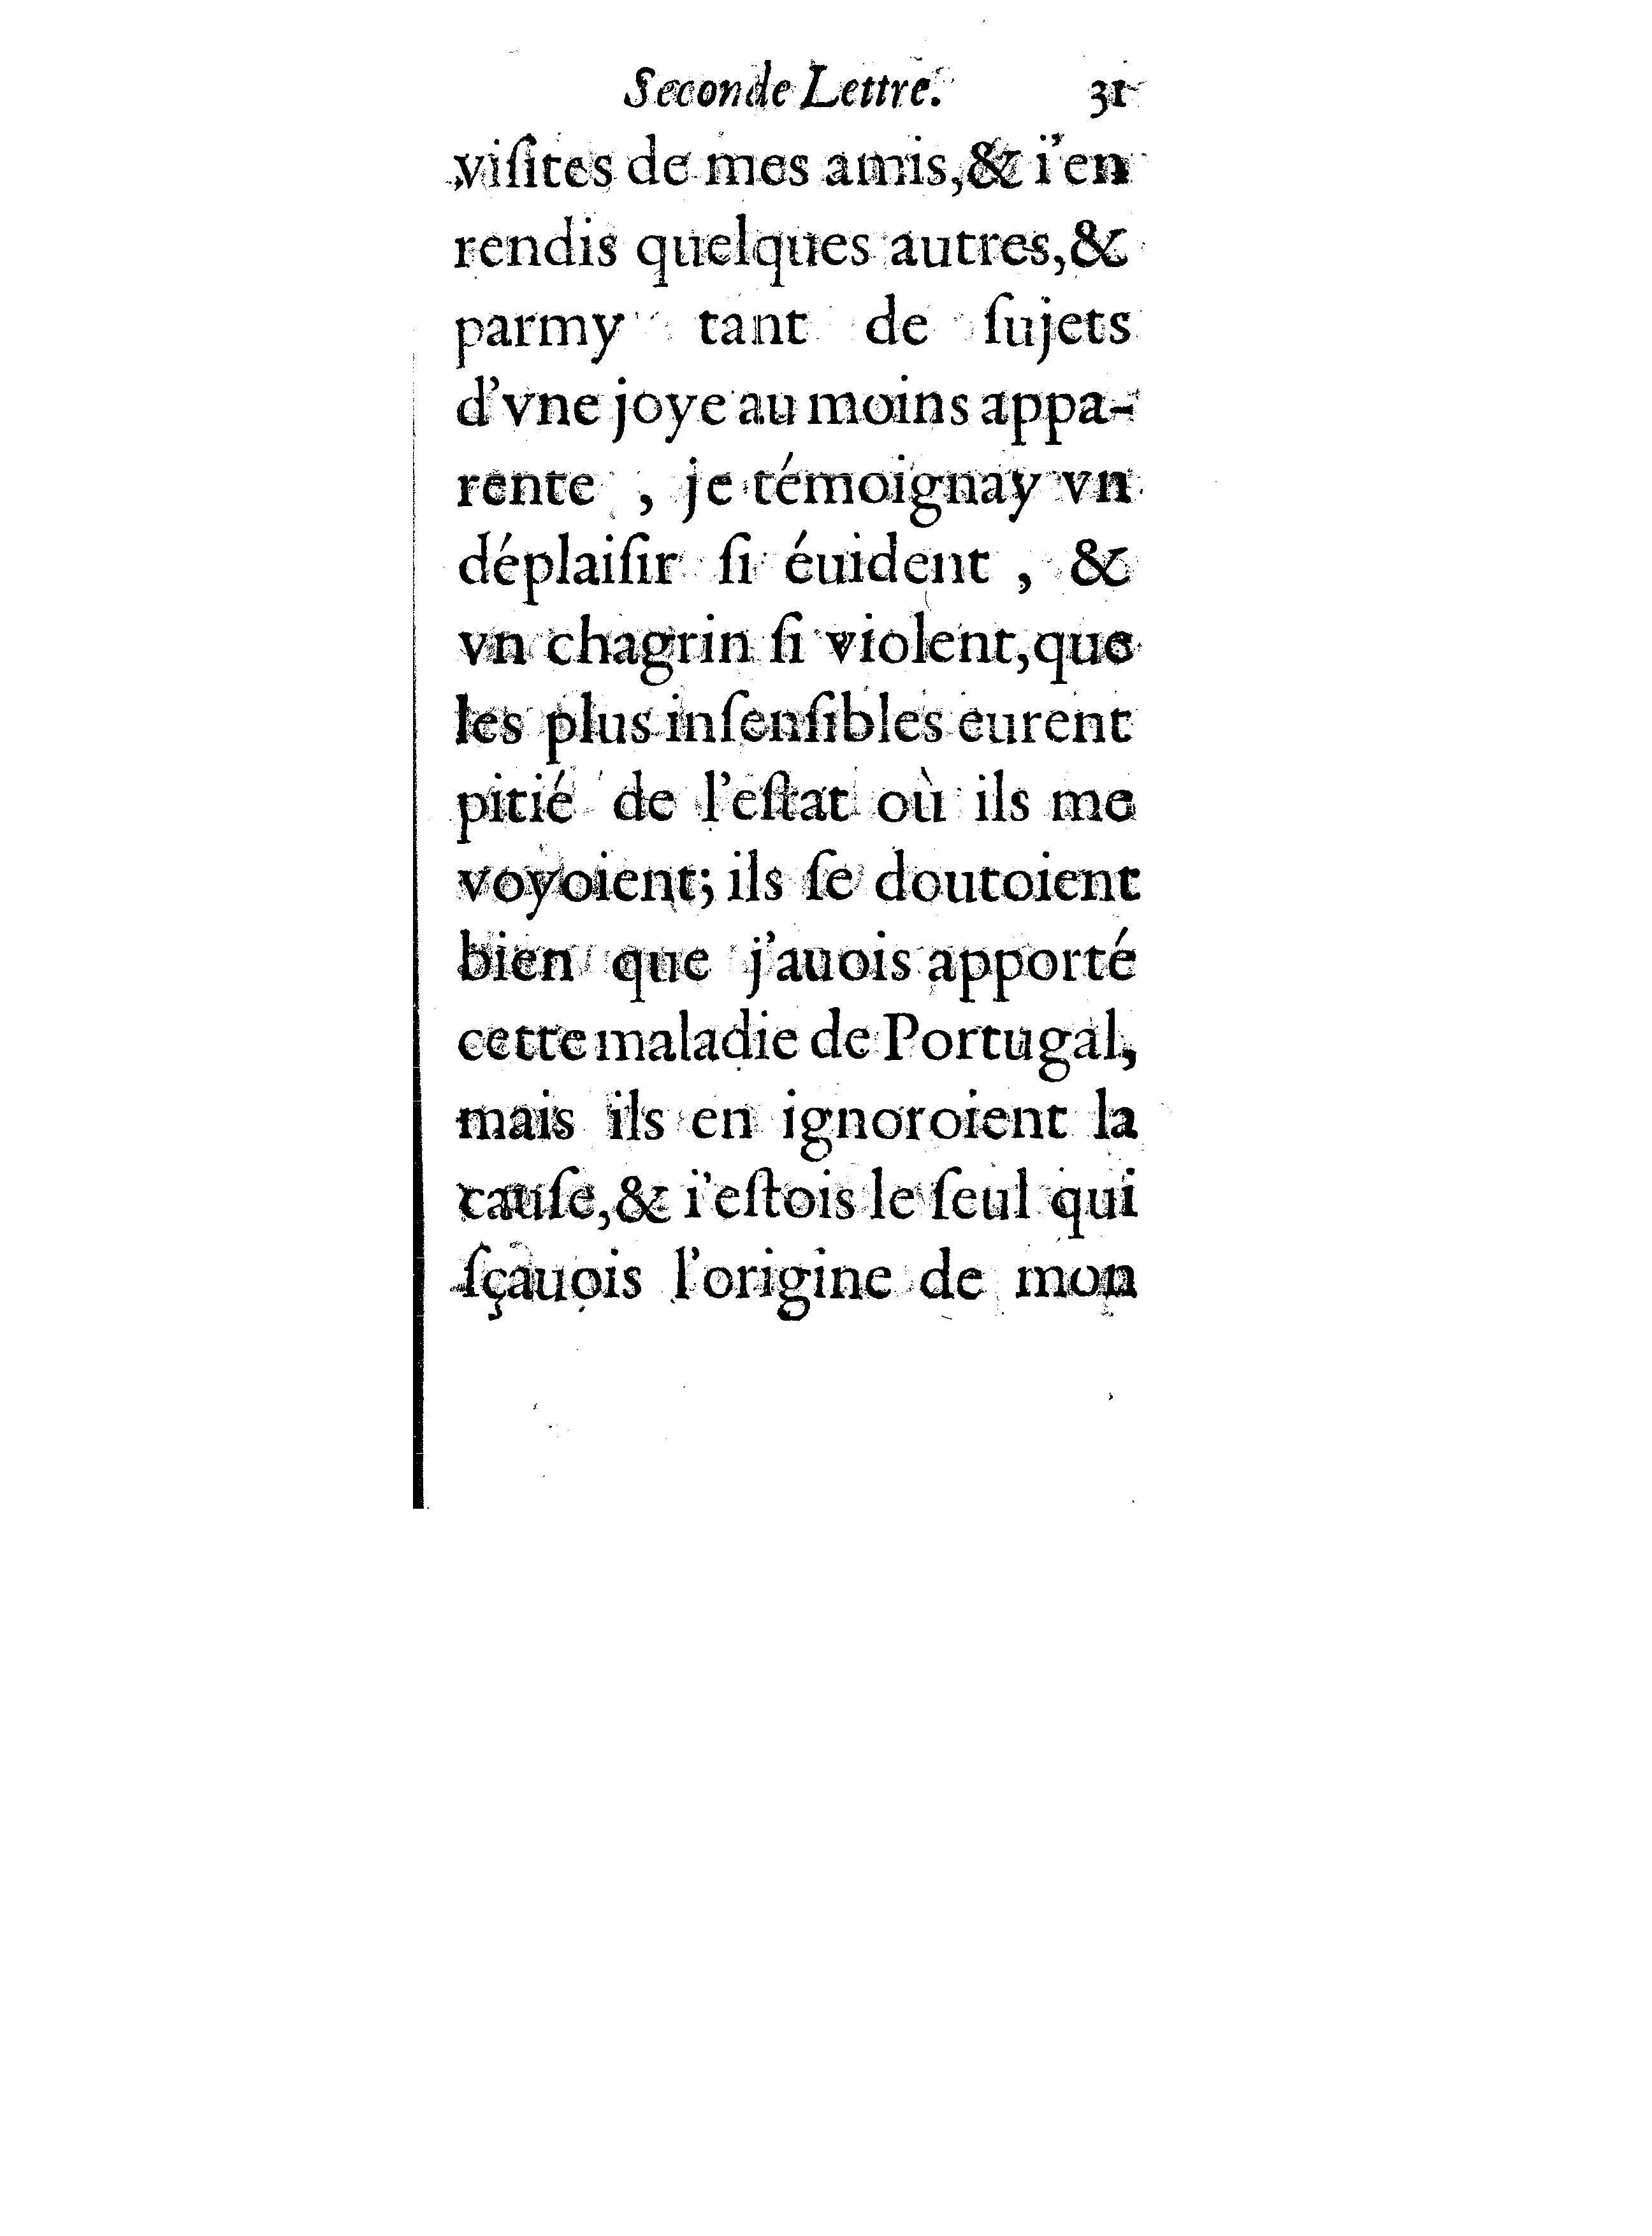 Seconde Lettre. 31
viſites de mes amis,& i'en
rendis quelques autres,&
parmy tant de ſujets
d'vne joye au moins appa-
rente , je témoignay vn
déplaiſir ſi éuident , &
vn chagrin ſi violent,que
les plus inſenſibles eurent
pitié de l'eſtat où ils me
voyoient; ils ſe doutoient
bien que j'auois apporté
cette maladie de Portugal,
mais ils en ignoroient la
cauſe,& i'eſtois le ſeul qui
ſçauois l'origine de mon